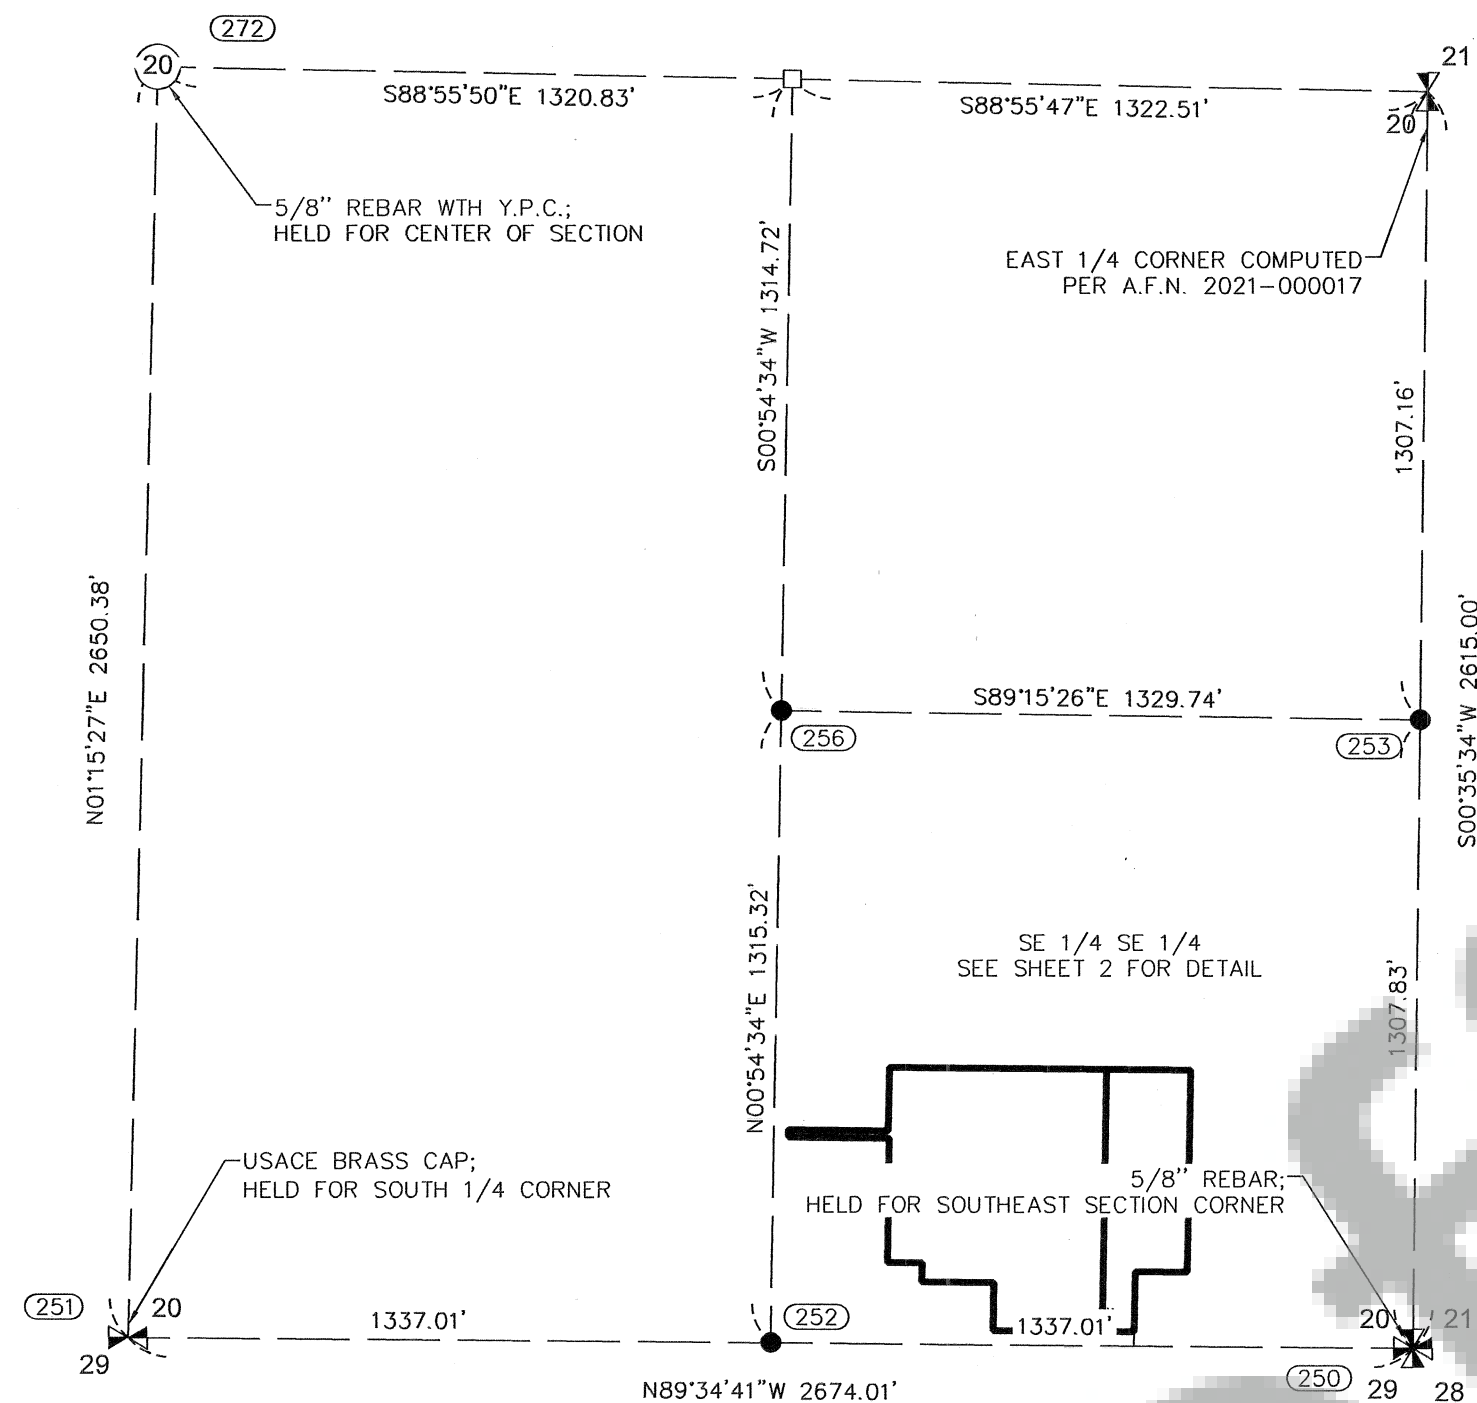 272
20
21
S88°55'50"E 1320.83'
S88°55'47"E 1322.51'
20
5/8" REBAR WTH Y.P.C.;
HELD FOR CENTER OF SECTION
EAST 1/4 CORNER COMPUTED
PER A.F.N. 2021-000017
S00°54'34"W 1314.72'
1307.16'
N01°15'27"E 2650.38'
S00°35'34"W 2615.00'
S89°15'26"E 1329.74'
256
253
N00°54'34"E 1315.32'
SE 1/4 SE 1/4
SEE SHEET 2 FOR DETAIL
1307.83'
USACE BRASS CAP;
HELD FOR SOUTH 1/4 CORNER
5/8" REBAR;
HELD FOR SOUTHEAST SECTION CORNER
251
20
29
1337.01'
252
1337.01'
20
21
N89°34'41"W 2674.01'
250
29
28